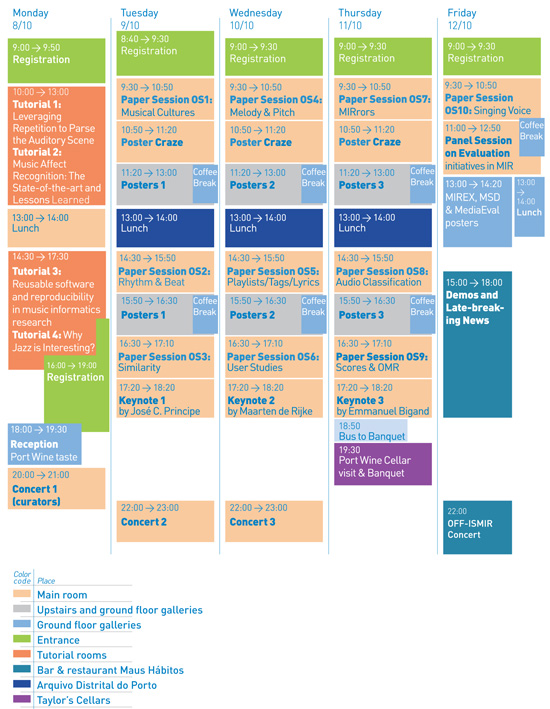 Monday
8/10
9:00 → 9:50
Registration
10:00 → 13:00
Tutorial 1:
Leveraging
Repetition to Parse
the Auditory Scene
Tutorial 2:
Music Affect
Recognition: The
State-of-the-art and
Lessons Learned
13:00 → 14:00
Lunch
14:30 → 17:30
Tutorial 3:
Reusable software
and reproducibility
in music informatics
research
Tutorial 4: Why
Jazz is Interesting?
16:00 → 19:00
Registration
18:00 → 19:30
Reception
Port Wine taste
20:00 → 21:00
Concert 1
(curators)
Tuesday
9/10
8:40 → 9:30
Registration
9:30 → 10:50
Paper Session OS1:
Musical Cultures
10:50 → 11:20
Poster Craze
11:20 → 13:00
Posters 1
Coffee
Break
13:00 → 14:00
Lunch
14:30 → 15:50
Paper Session OS2:
Rhythm & Beat
15:50 → 16:30
Posters 1
Coffee
Break
16:30 → 17:10
Paper Session OS3:
Similarity
17:20 → 18:20
Keynote 1
by José C. Principe
22:00 → 23:00
Concert 2
Wednesday
10/10
9:00 → 9:30
Registration
9:30 → 10:50
Paper Session OS4:
Melody & Pitch
10:50 → 11:20
Poster Craze
11:20 → 13:00
Posters 2
Coffee
Break
13:00 → 14:00
Lunch
14:30 → 15:50
Paper Session OS5:
Playlists/Tags/Lyrics
15:50 → 16:30
Posters 2
Coffee
Break
16:30 → 17:10
Paper Session OS6:
User Studies
17:20 → 18:20
Keynote 2
by Maarten de Rijke
22:00 → 23:00
Concert 3
Thursday
11/10
9:00 → 9:30
Registration
9:30 → 10:50
Paper Session OS7:
MIRrors
10:50 → 11:20
Poster Craze
11:20 → 13:00
Posters 3
Coffee
Break
13:00 → 14:00
Lunch
14:30 → 15:50
Paper Session OS8:
Audio Classification
15:50 → 16:30
Posters 3
Coffee
Break
16:30 → 17:10
Paper Session OS9:
Scores & OMR
17:20 → 18:20
Keynote 3
by Emmanuel Bigand
18:50
Bus to Banquet
19:30
Port Wine Cellar
visit & Banquet
Friday
12/10
9:00 → 9:30
Registration
9:30 → 10:50
Paper Session
OS10: Singing Voice
11:00 → 12:50
Panel Session
on Evaluation
initiatives in MIR
Coffee
Break
13:00 → 14:20
MIREX, MSD
& MediaEval
posters
13:00
→
14:00
Lunch
15:00 → 18:00
Demos and
Late-break-
ing News
22:00
OFF-ISMIR
Concert
Color
code
Place
Main room
Upstairs and ground floor galleries
Ground floor galleries
Entrance
Tutorial rooms
Bar & restaurant Maus Hábitos
Arquivo Distrital do Porto
Taylor's Cellars